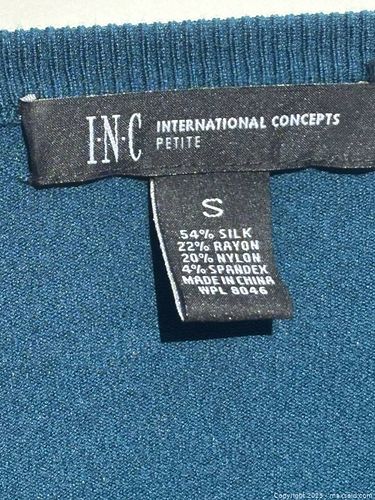 I·N·C INTERNATIONAL CONCEPTS
PETITE
S
54% SILK
22% RAYON
20% NYLON
4% SPANDEX
MADE IN CHINA
WPL 8046